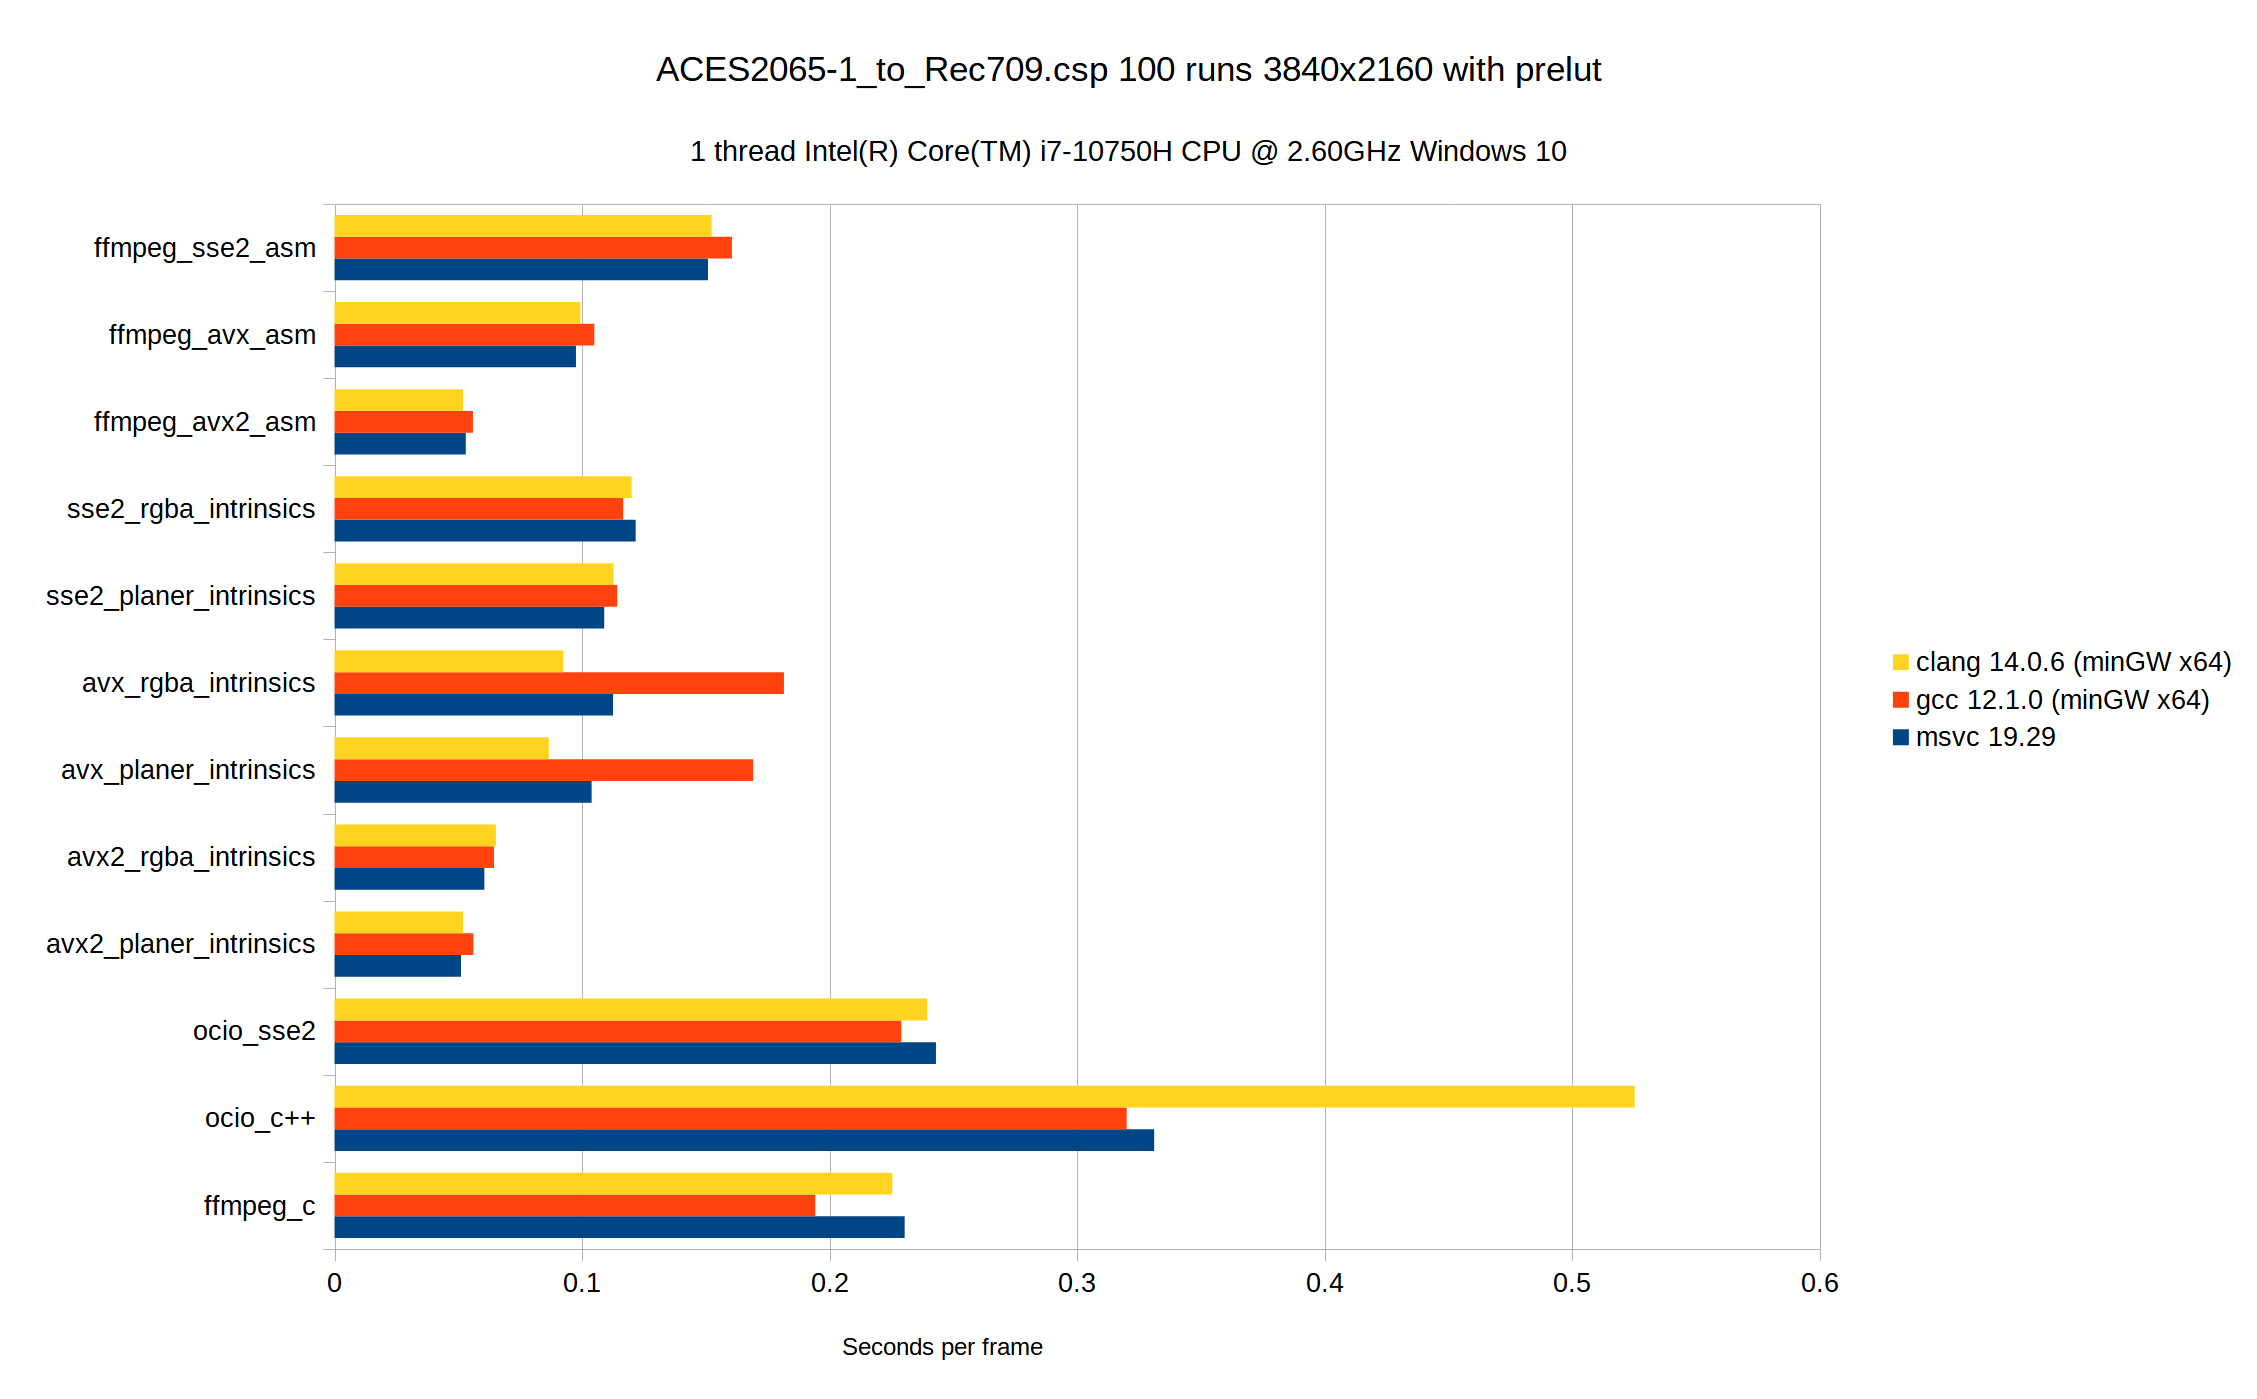 ACES2065-1_to_Rec709.csp 100 runs 3840x2160 with prelut
1 thread Intel(R) Core(TM) i7-10750H CPU @ 2.60GHz Windows 10
ffmpeg_sse2_asm
ffmpeg_avx_asm
ffmpeg_avx2_asm
sse2_rgba_intrinsics
sse2_planer_intrinsics
avx_rgba_intrinsics
avx_planer_intrinsics
avx2_rgba_intrinsics
avx2_planer_intrinsics
ocio_sse2
ocio_c++
ffmpeg_c
0 0.1 0.2 0.3 0.4 0.5 0.6
Seconds per frame
clang 14.0.6 (minGW x64)
gcc 12.1.0 (minGW x64)
msvc 19.29